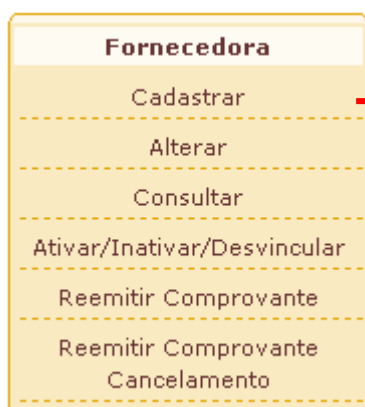 Fornecedora
Cadastrar
Alterar
Consultar
Ativar/Inativar/Desvincular
Reemitir Comprovante
Reemitir Comprovante
Cancelamento